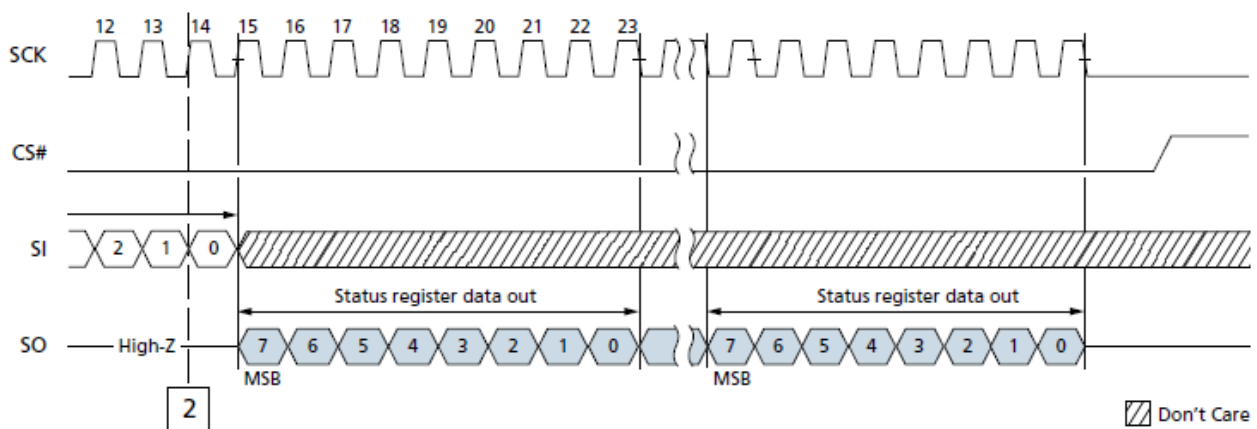 12 13 14 15 16 17 18 19 20 21 22 23
SCK
CS#
SI 2 1 0
Status register data out Status register data out
SO High-Z 7 6 5 4 3 2 1 0 7 6 5 4 3 2 1 0
MSB MSB
2
Don't Care